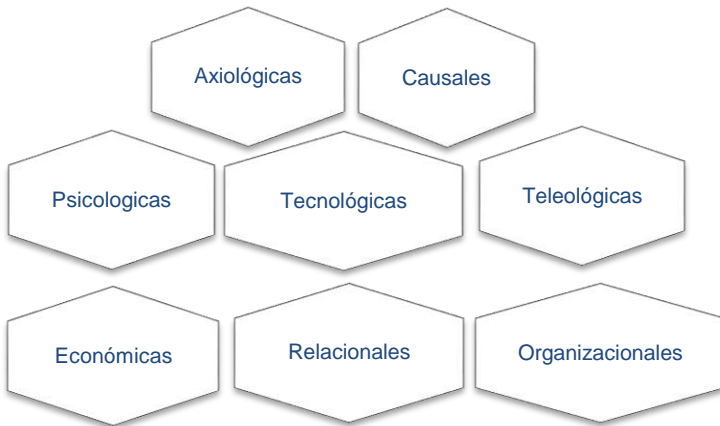 Axiológicas
Causales
Psicologicas
Tecnológicas
Teleológicas
Económicas
Relacionales
Organizacionales